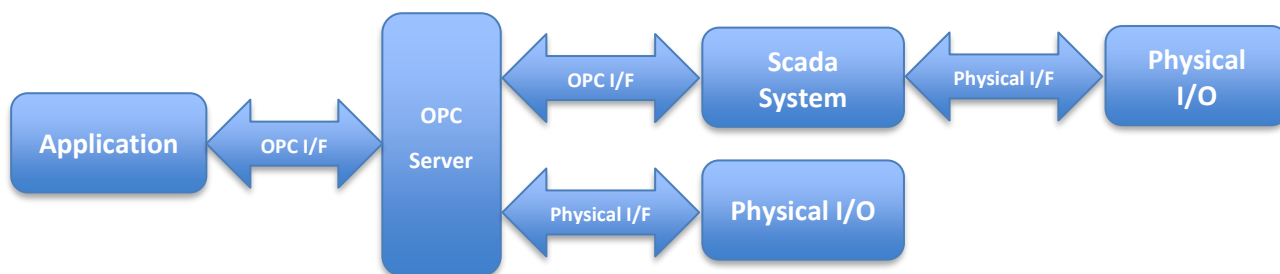 Application
OPC I/F
OPC
Server
OPC I/F
Scada
System
Physical I/F
Physical
I/O
Physical I/F
Physical I/O